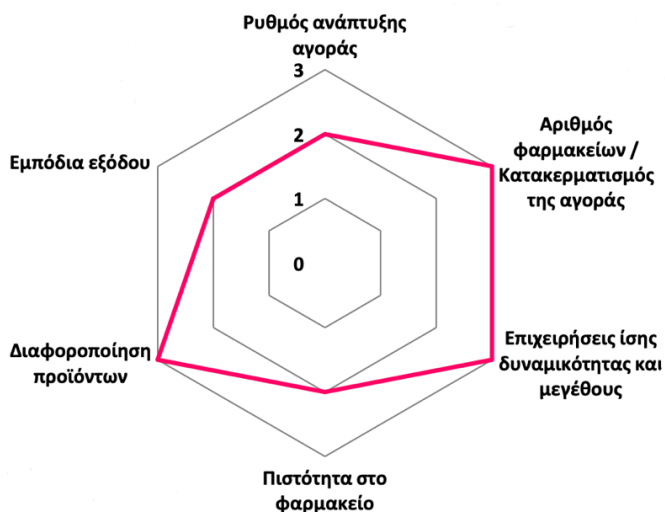 Ρυθμός ανάπτυξης
αγοράς
3
2
1
0
Αριθμός
φαρμακείων /
Κατακερματισμός
της αγοράς
Εμπόδια εξόδου
Διαφοροποίηση
προϊόντων
Επιχειρήσεις ίσης
δυναμικότητας και
μεγέθους
Πιστότητα στο
φαρμακείο